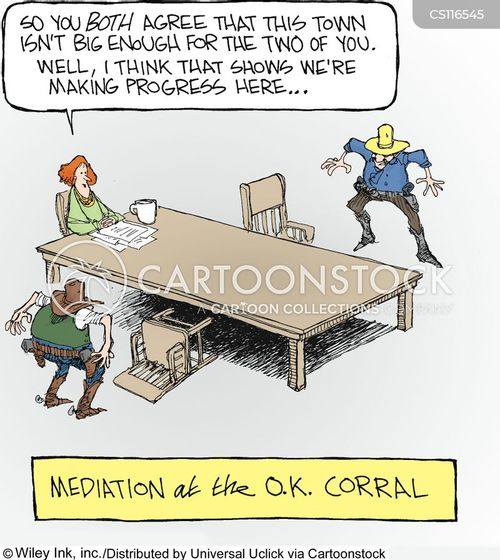 CS116545
SO YOU BOTH AGREE THAT THIS TOWN
ISN'T BIG ENOUGH FOR THE TWO OF YOU.
WELL, I THINK THAT SHOWS WE'RE
MAKING PROGRESS HERE...
CARTOONSTOCK
A CARTOON COLLECTIONS COMPANY
MEDIATION at the O.K. CORRAL
©Wiley Ink, inc./Distributed by Universal Uclick via Cartoonstock